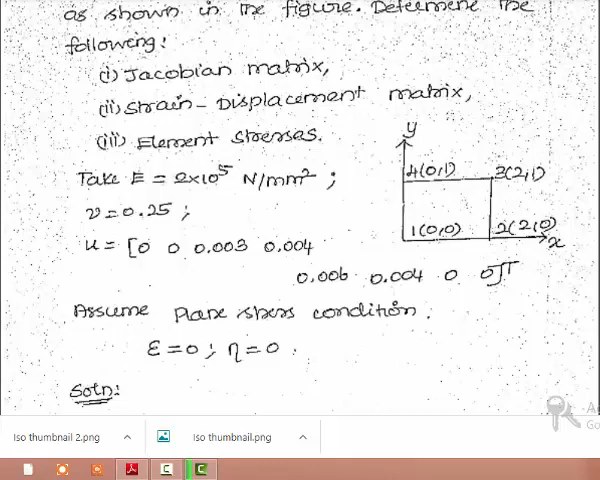 as shown in the figure. Determine the
following:
(i) Jacobian matrix,
(ii) Strain - Displacement matrix,
(iii) Element stresses.
Take E = 2×10⁵ N/mm² ;
ν = 0.25 ;
u = [0 0 0.003 0.004
0.006 0.004 0 0]ᵀ
y
4(0,1)
3(2,1)
1(0,0)
2(2,0)
x
Assume Plane stress condition.
ε = 0 ; η = 0 .
Soln:
Iso thumbnail 2.png
Iso thumbnail.png